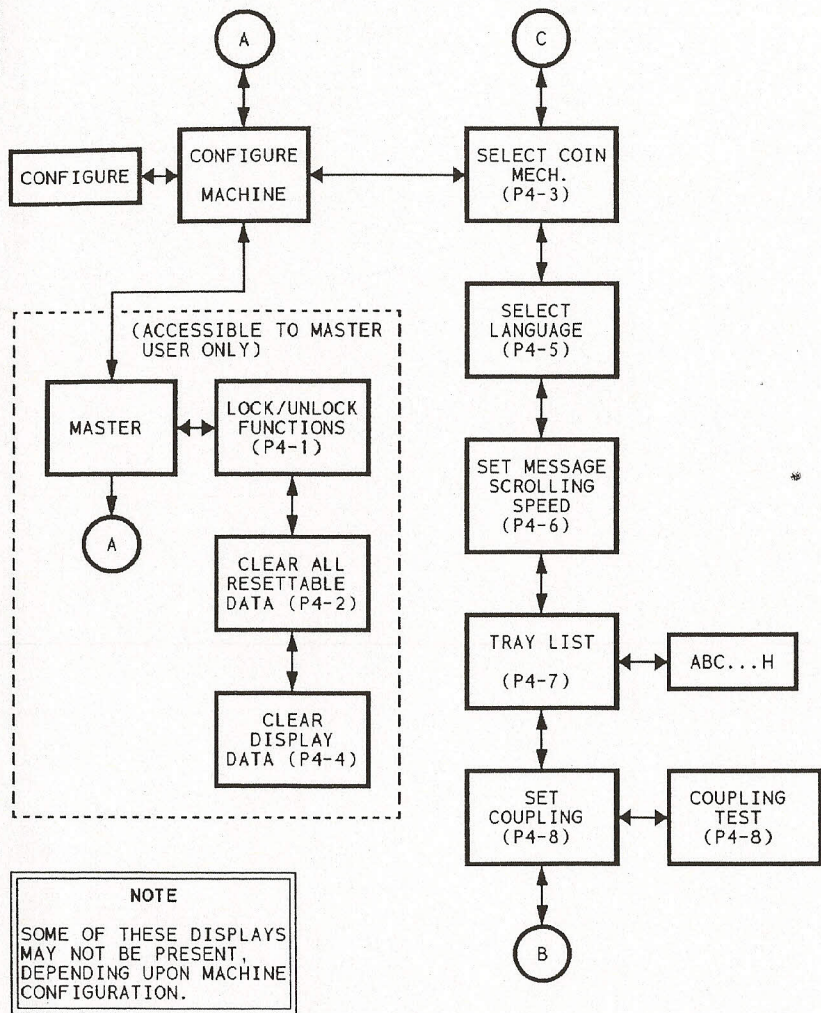 A
C
CONFIGURE
CONFIGURE
MACHINE
SELECT COIN
MECH.
(P4-3)
SELECT
LANGUAGE
(P4-5)
(ACCESSIBLE TO MASTER
USER ONLY)
MASTER
LOCK/UNLOCK
FUNCTIONS
(P4-1)
SET MESSAGE
SCROLLING
SPEED
(P4-6)
A
CLEAR ALL
RESETTABLE
DATA (P4-2)
TRAY LIST
(P4-7)
ABC...H
CLEAR
DISPLAY
DATA (P4-4)
SET
COUPLING
(P4-8)
COUPLING
TEST
(P4-8)
NOTE
SOME OF THESE DISPLAYS
MAY NOT BE PRESENT,
DEPENDING UPON MACHINE
CONFIGURATION.
B